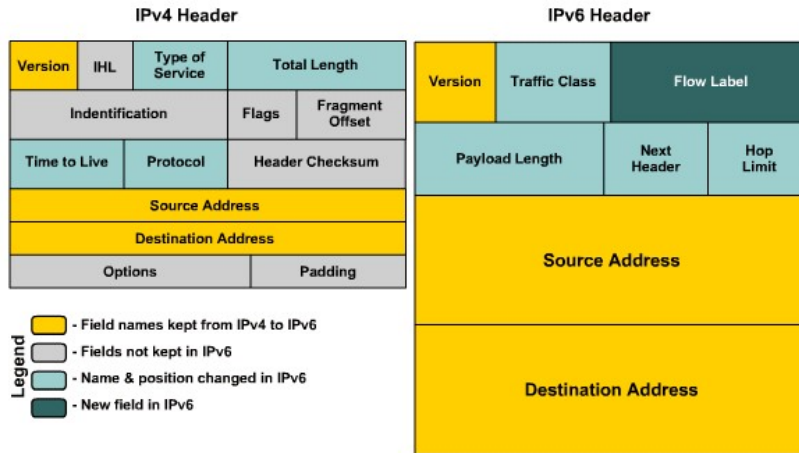 IPv4 Header
Version
IHL
Type of
Service
Total Length
Indentification
Flags
Fragment
Offset
Time to Live
Protocol
Header Checksum
Source Address
Destination Address
Options
Padding
Legend
- Field names kept from IPv4 to IPv6
- Fields not kept in IPv6
- Name & position changed in IPv6
- New field in IPv6
IPv6 Header
Version
Traffic Class
Flow Label
Payload Length
Next
Header
Hop
Limit
Source Address
Destination Address